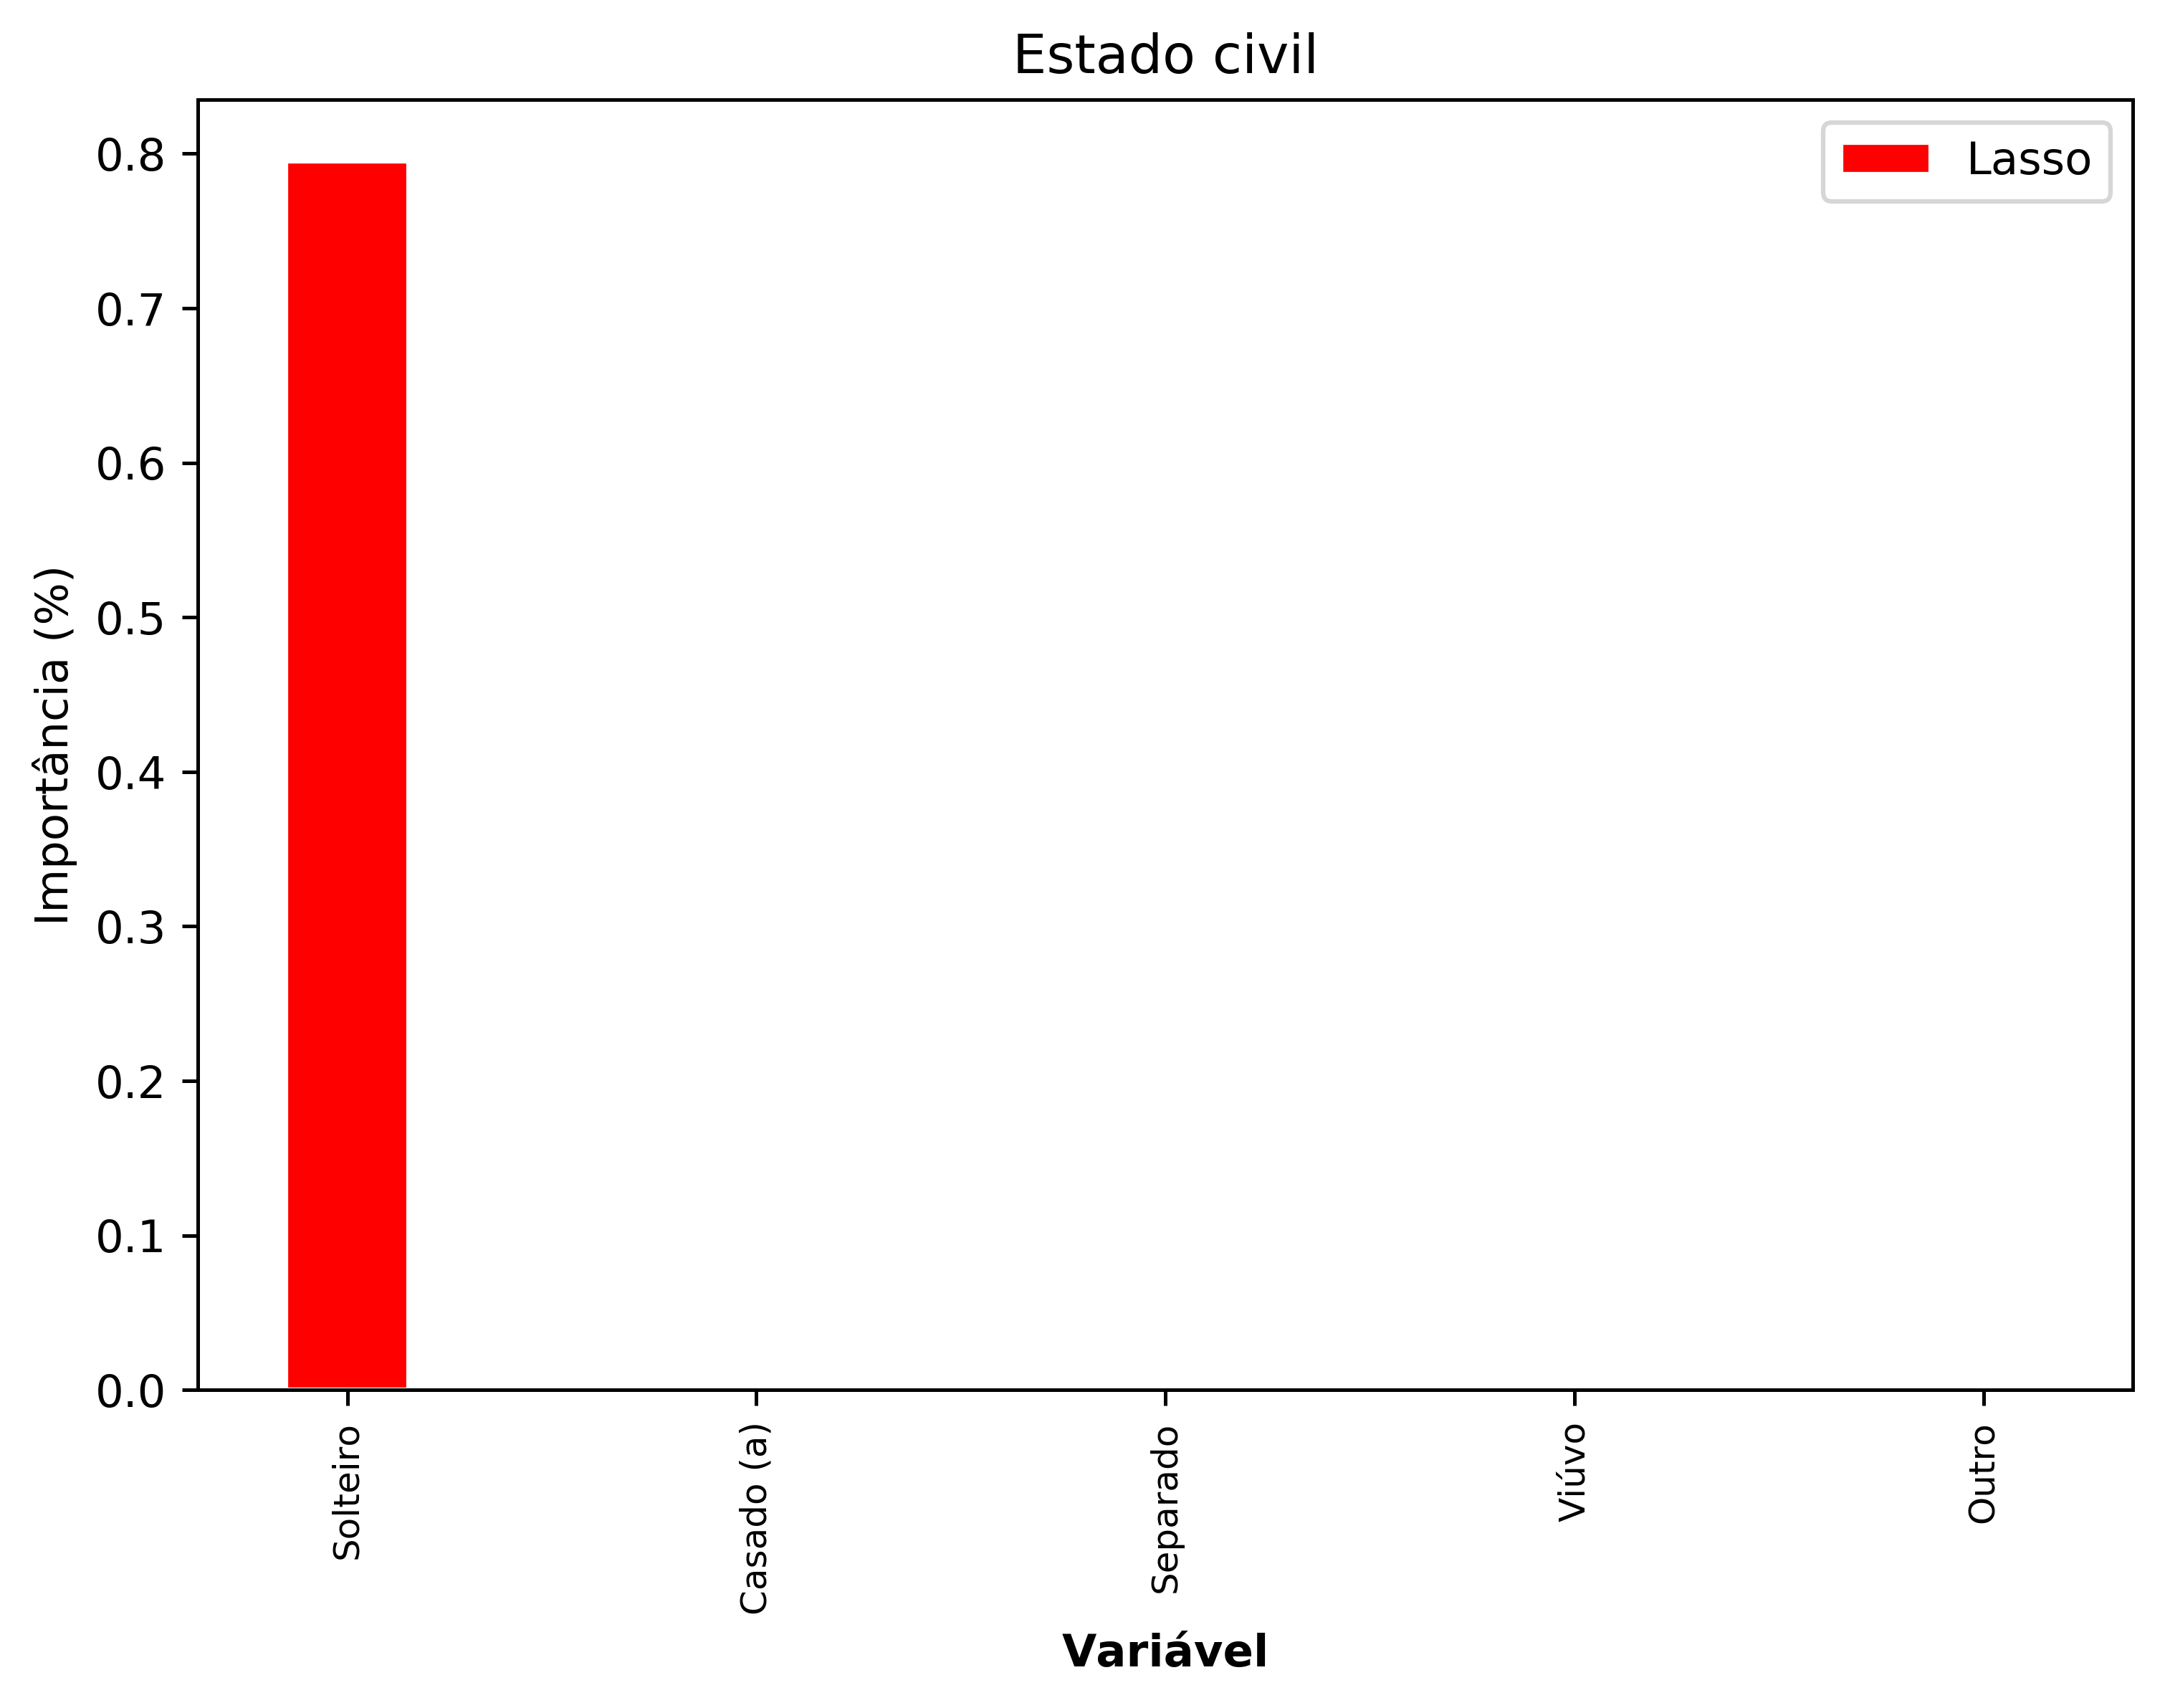 Estado civil
Lasso
Importância (%)
0.8
0.7
0.6
0.5
0.4
0.3
0.2
0.1
0.0
Solteiro
Casado (a)
Separado
Viúvo
Outro
Variável